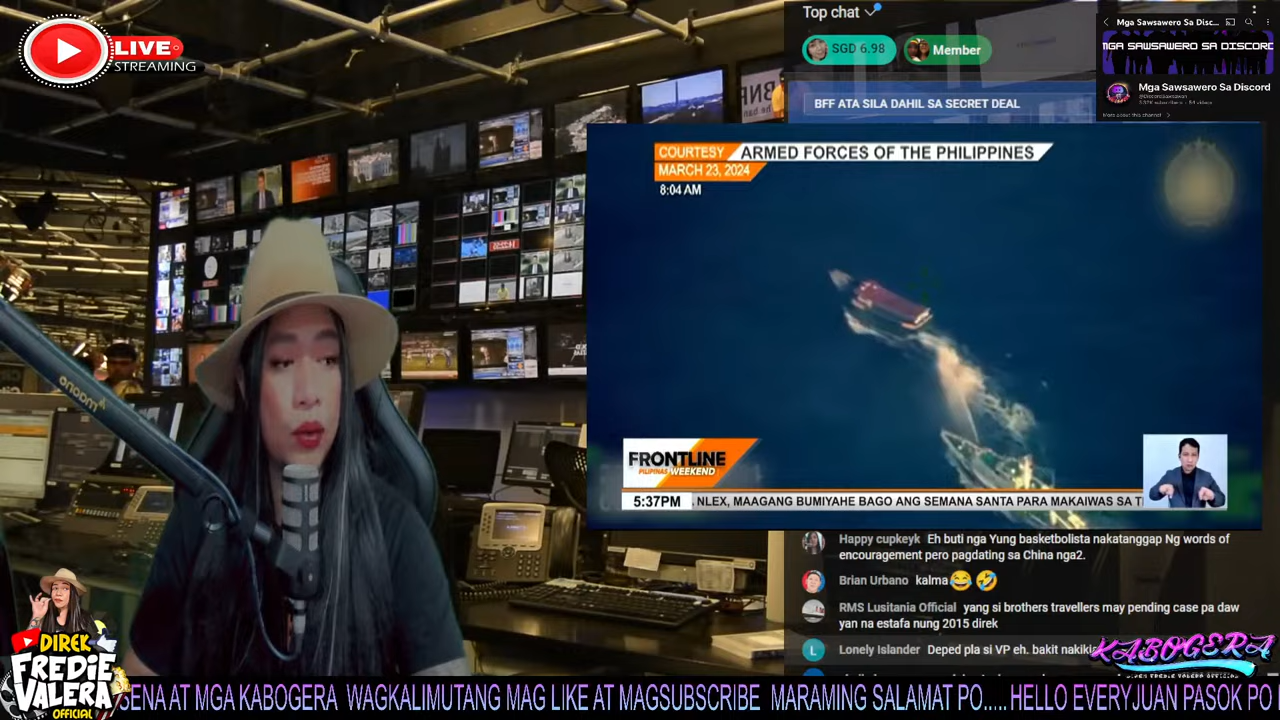 LIVE
STREAMING
Top chat
SGD 6.98
Member
BFF ATA SILA DAHIL SA SECRET DEAL
Mga Sawsawero Sa Disc...
MGA SAWSAWERO SA DISCORD
Mga Sawsawero Sa Discord
COURTESY ARMED FORCES OF THE PHILIPPINES
MARCH 23, 2024
8:04 AM
maono
FRONTLINE
PILIPINAS WEEKEND
5:37PM
, NLEX, MAAGANG BUMIYAHE BAGO ANG SEMANA SANTA PARA MAKAIWAS SA T
Happy cupkeyk Eh buti nga Yung basketbolista nakatanggap Ng words of
encouragement pero pagdating sa China nga2.
Brian Urbano kalma😂🤣
RMS Lusitania Official yang si brothers travellers may pending case pa daw
yan na estafa nung 2015 direk
L
Lonely Islander Deped pla si VP eh. bakit nakiki
KABOGERA
DIREK
FREDIE
VALERA
OFFICIAL
SENA AT MGA KABOGERA WAGKALIMUTANG MAG LIKE AT MAGSUBSCRIBE MARAMING SALAMAT PO..... HELLO EVERYJUAN PASOK PO